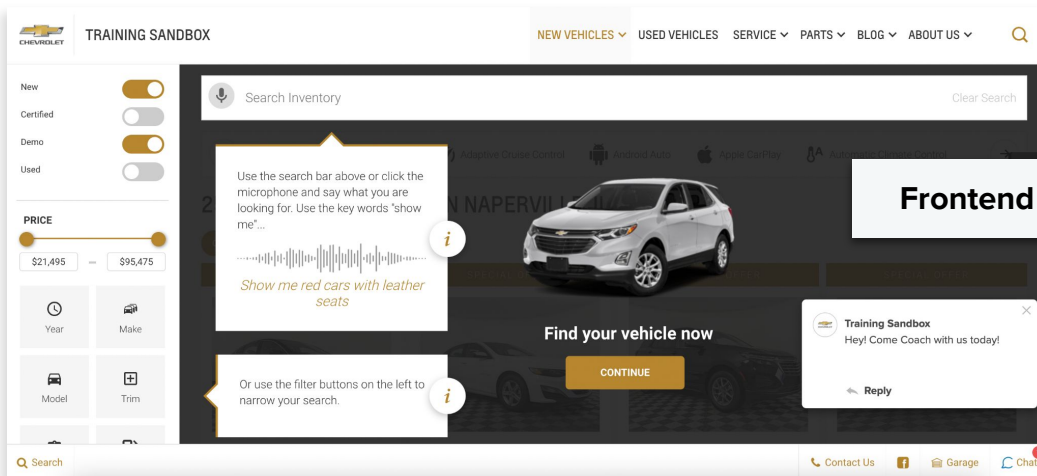 CHEVROLET
TRAINING SANDBOX
NEW VEHICLES
USED VEHICLES
SERVICE
PARTS
BLOG
ABOUT US
New
Certified
Demo
Used
PRICE
$21,495 – $95,475
Year
Make
Model
Trim
Search Inventory
Clear Search
Adaptive Cruise Control
Android Auto
Apple CarPlay
Automatic Climate Control
Use the search bar above or click the
microphone and say what you are
looking for. Use the key words "show
me"...
Show me red cars with leather
seats
Or use the filter buttons on the left to
narrow your search.
N NAPERVI
Find your vehicle now
CONTINUE
Frontend
Training Sandbox
Hey! Come Coach with us today!
Reply
Search
Contact Us
Garage
Chat